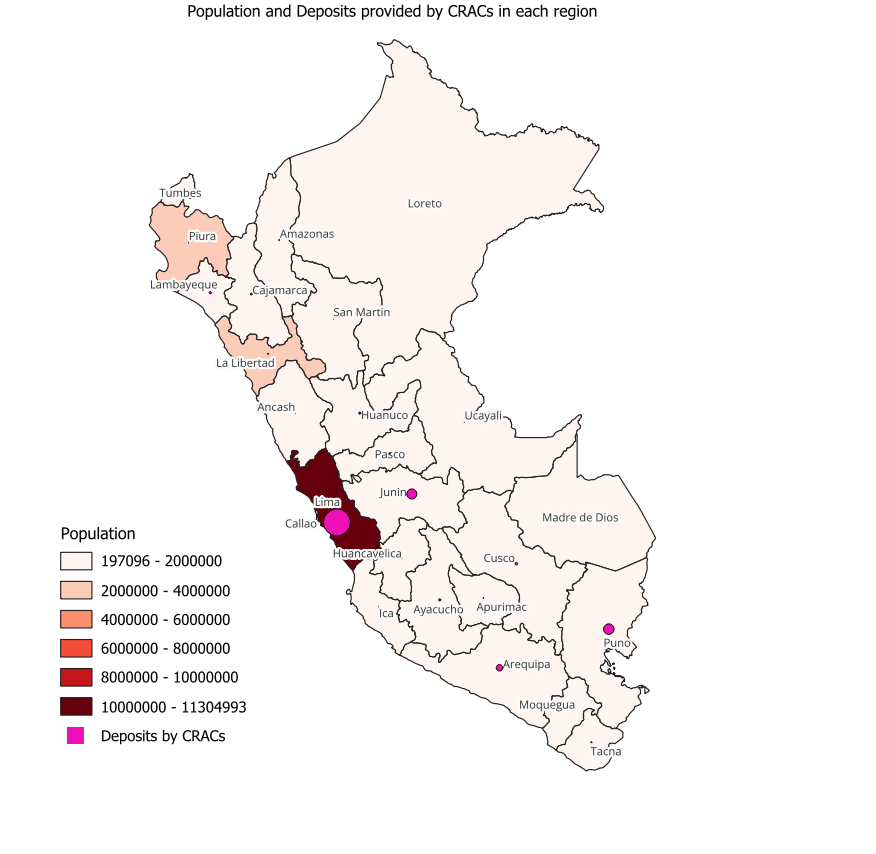 Population and Deposits provided by CRACs in each region
Tumbes
Loreto
Piura
Amazonas
Lambayeque
Cajamarca
San Martin
La Libertad
Ancash
Huanuco
Ucayali
Pasco
Junin
Lima
Callao
Madre de Dios
Huancavelica
Cusco
Ica
Ayacucho
Apurimac
Puno
Arequipa
Moquegua
Tacna
Population
197096 - 2000000
2000000 - 4000000
4000000 - 6000000
6000000 - 8000000
8000000 - 10000000
10000000 - 11304993
Deposits by CRACs